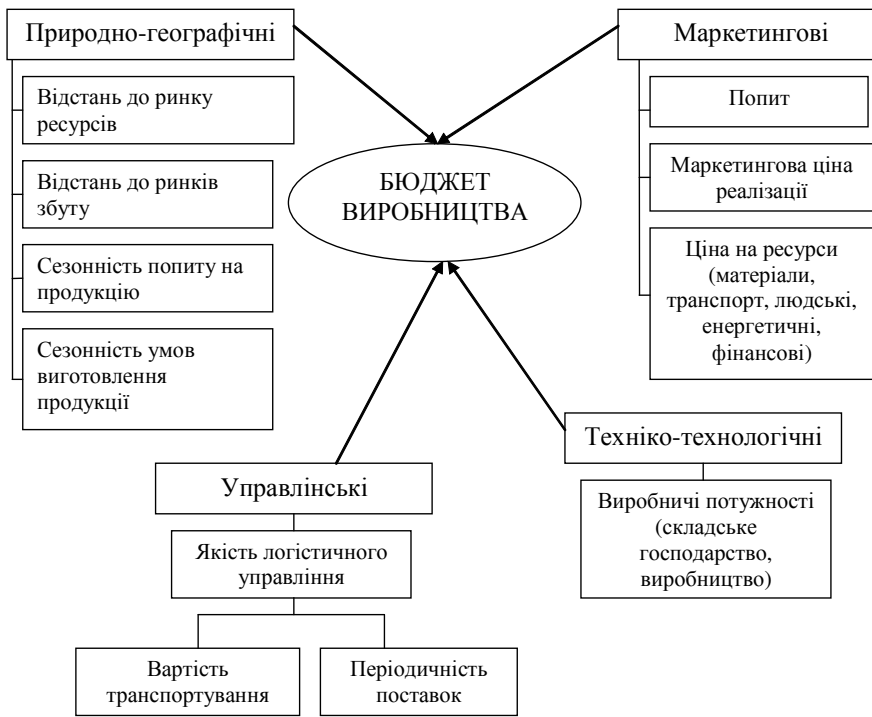 Природно-географічні
Відстань до ринку
ресурсів
Відстань до ринків
збуту
Сезонність попиту на
продукцію
Сезонність умов
виготовлення
продукції
БЮДЖЕТ
ВИРОБНИЦТВА
Маркетингові
Попит
Маркетингова ціна
реалізації
Ціна на ресурси
(матеріали,
транспорт, людські,
енергетичні,
фінансові)
Управлінські
Якість логістичного
управління
Вартість
транспортування
Періодичність
поставок
Техніко-технологічні
Виробничі потужності
(складське
господарство,
виробництво)